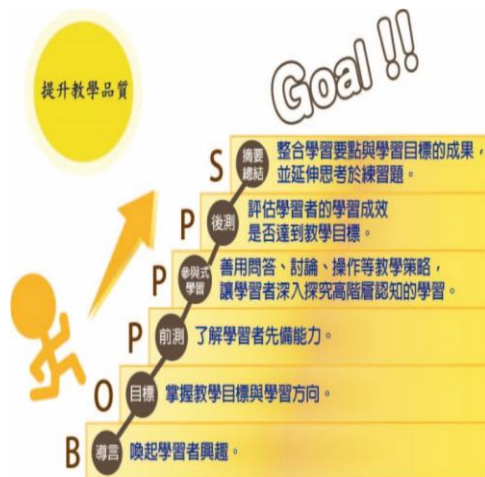 提升教學品質
Goal !!
S 摘要總結 整合學習要點與學習目標的成果，
並延伸思考於練習題。
P 後測 評估學習者的學習成效
是否達到教學目標。
P 參與式學習 善用問答、討論、操作等教學策略，
讓學習者深入探究高階層認知的學習。
P 前測 了解學習者先備能力。
O 目標 掌握教學目標與學習方向。
B 導言 喚起學習者興趣。